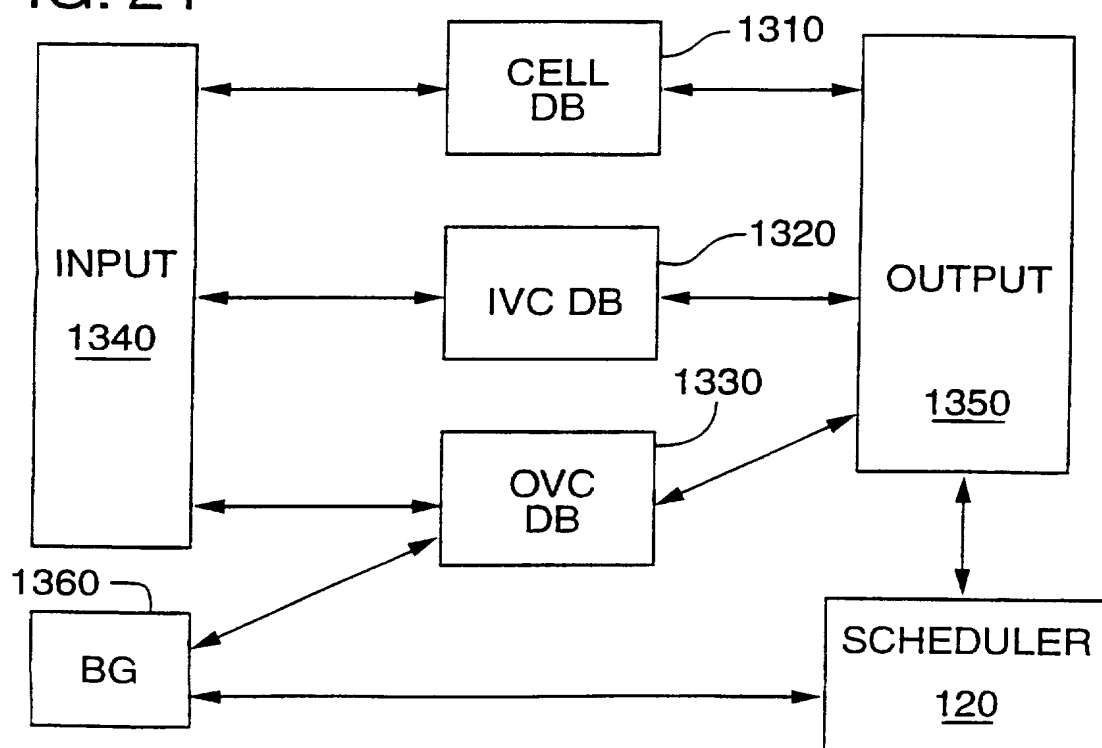 1310
CELL
DB
1320
INPUT
1340
IVC DB
OUTPUT
1350
1330
OVC
DB
1360
BG
SCHEDULER
120